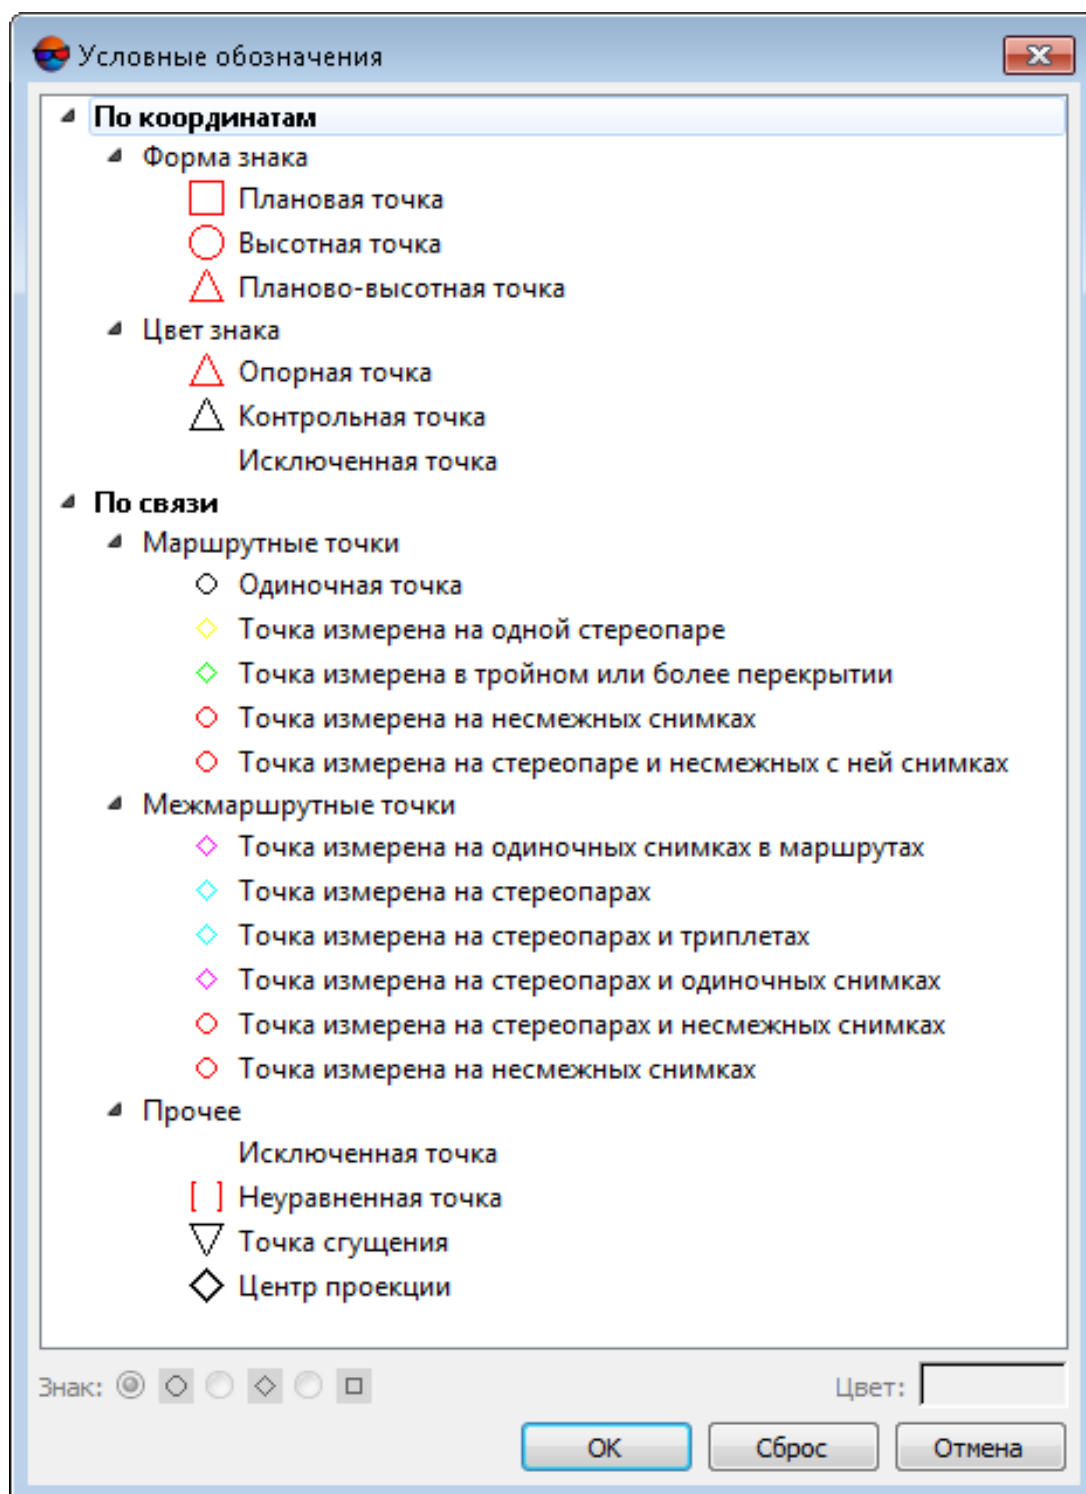 Условные обозначения
По координатам
Форма знака
Плановая точка
Высотная точка
Планово-высотная точка
Цвет знака
Опорная точка
Контрольная точка
Исключенная точка
По связи
Маршрутные точки
Одиночная точка
Точка измерена на одной стереопаре
Точка измерена в тройном или более перекрытии
Точка измерена на несмежных снимках
Точка измерена на стереопаре и несмежных с ней снимках
Межмаршрутные точки
Точка измерена на одиночных снимках в маршрутах
Точка измерена на стереопарах
Точка измерена на стереопарах и триплетах
Точка измерена на стереопарах и одиночных снимках
Точка измерена на стереопарах и несмежных снимках
Точка измерена на несмежных снимках
Прочее
Исключенная точка
Неуравненная точка
Точка сгущения
Центр проекции
Знак: Цвет:
ОК Сброс Отмена